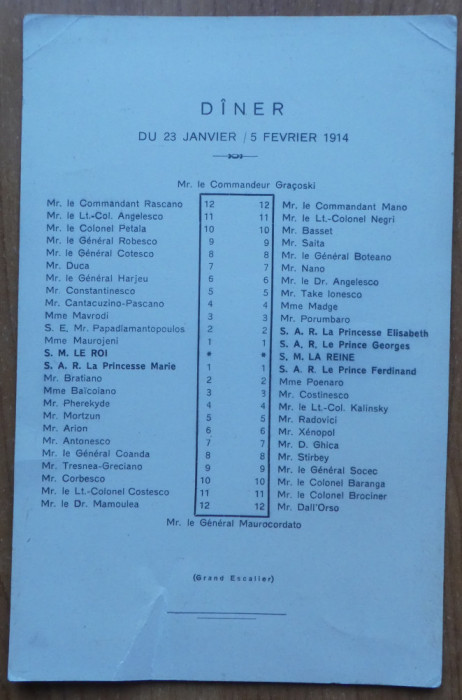 DÎNER
DU 23 JANVIER / 5 FEVRIER 1914
Mr. le Commandeur Graçoski
Mr. le Commandant Rascano 12 12 Mr. le Commandant Mano
Mr. le Lt.-Col. Angelesco 11 11 Mr. le Lt.-Colonel Negri
Mr. le Colonel Petala 10 10 Mr. Basset
Mr. le Général Robesco 9 9 Mr. Saïta
Mr. le Général Cotesco 8 8 Mr. le Général Boteano
Mr. Duca 7 7 Mr. Nano
Mr. le Général Harjeu 6 6 Mr. le Dr. Angelesco
Mr. Constantinesco 5 5 Mr. Take Ionesco
Mr. Cantacuzino-Pascano 4 4 Mme Madge
Mme Mavrodi 3 3 Mr. Porumbaro
S. E. Mr. Papadiamantopoulos 2 2 S. A. R. La Princesse Elisabeth
Mme Maurojeni 1 1 S. A. R. Le Prince Georges
S. M. LE ROI * * S. M. LA REINE
S. A. R. La Princesse Marie 1 1 S. A. R. Le Prince Ferdinand
Mr. Bratiano 2 2 Mme Poenaro
Mme Baïcoïano 3 3 Mr. Costinesco
Mr. Pherekyde 4 4 Mr. le Lt.-Col. Kalinsky
Mr. Mortzun 5 5 Mr. Radovici
Mr. Arion 6 6 Mr. Xénopol
Mr. Antonesco 7 7 Mr. D. Ghica
Mr. le Général Coanda 8 8 Mr. Stirbey
Mr. Tresnea-Greciano 9 9 Mr. le Général Socec
Mr. Corbesco 10 10 Mr. le Colonel Baranga
Mr. le Lt.-Colonel Costesco 11 11 Mr. le Colonel Brociner
Mr. le Dr. Mamoulea 12 12 Mr. Dall'Orso
Mr. le Général Maurocordato
(Grand Escalier)